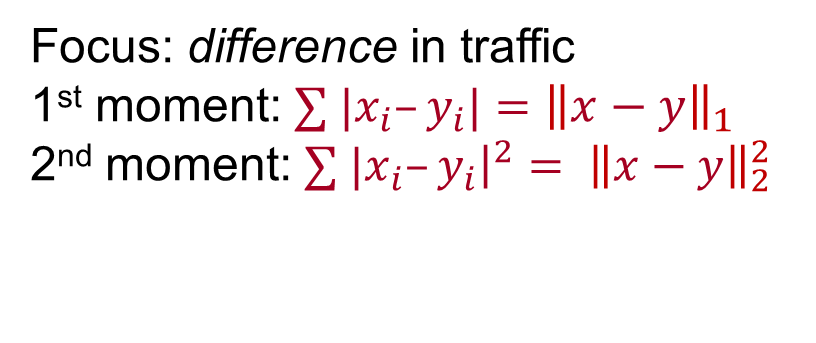 Focus: difference in traffic
1st moment: ∑ |xᵢ− yᵢ| = ‖x − y‖₁
2nd moment: ∑ |xᵢ− yᵢ|² = ‖x − y‖₂²